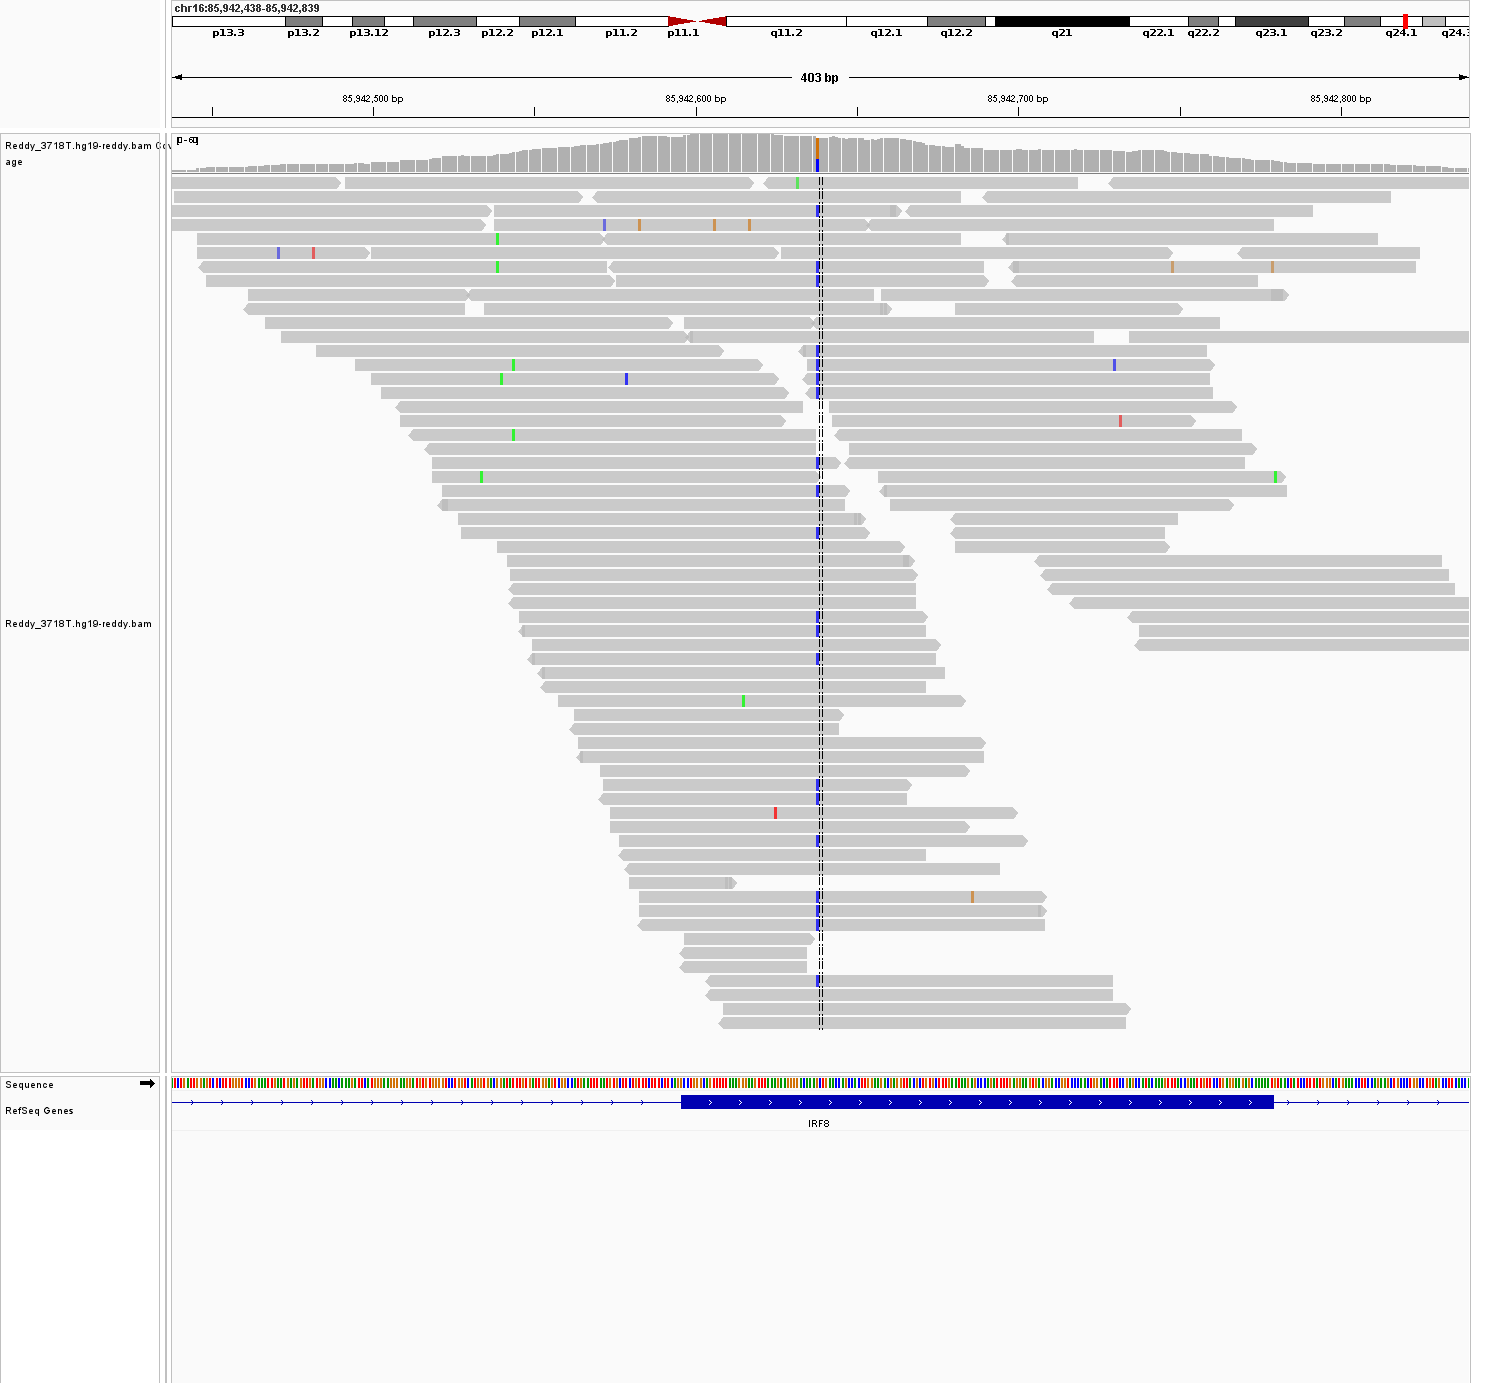 chr16:85,942,438-85,942,839
p13.3 p13.2 p13.12 p12.3 p12.2 p12.1 p11.2 p11.1 q11.2 q12.1 q12.2 q21 q22.1 q22.2 q23.1 q23.2 q24.1 q24.3
403 bp
85,942,500 bp 85,942,600 bp 85,942,700 bp 85,942,800 bp
Reddy_3718T.hg19-reddy.bam Cov
age
[0 - 60]
Reddy_3718T.hg19-reddy.bam
Sequence
RefSeq Genes
IRF8